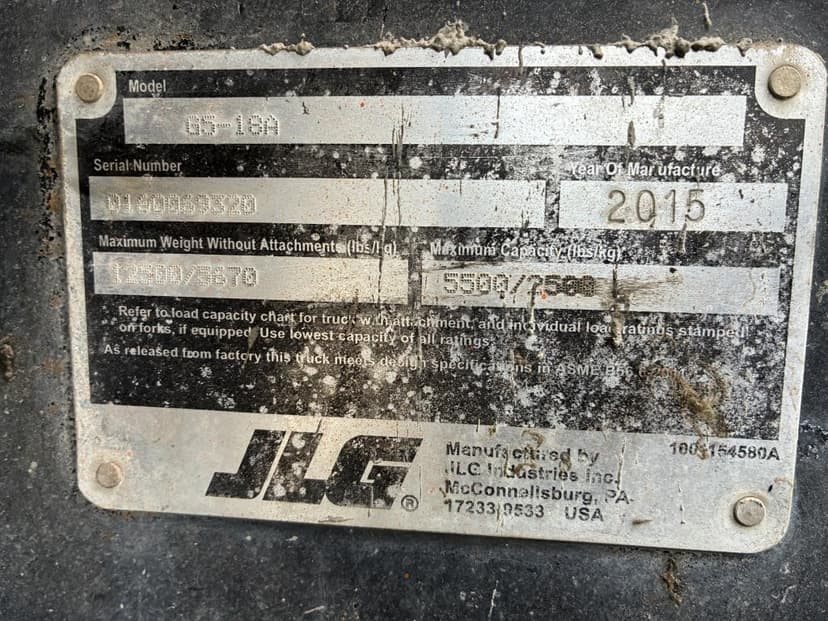 Model
G5-18A
Serial Number
Year Of Manufacture
0160069320
2015
Maximum Weight Without Attachments (lbs/kg)
Maximum Capacity (lbs/kg)
12500/5670
5500/2500
Refer to load capacity chart for truck with attachment, and individual load ratings stamped
on forks, if equipped. Use lowest capacity of all ratings.
As released from factory this truck meets design specifications in ASME B56.6
JLG®
Manufactured by
JLG Industries Inc.
McConnellsburg, PA.
17233-9533 USA
1001154580A